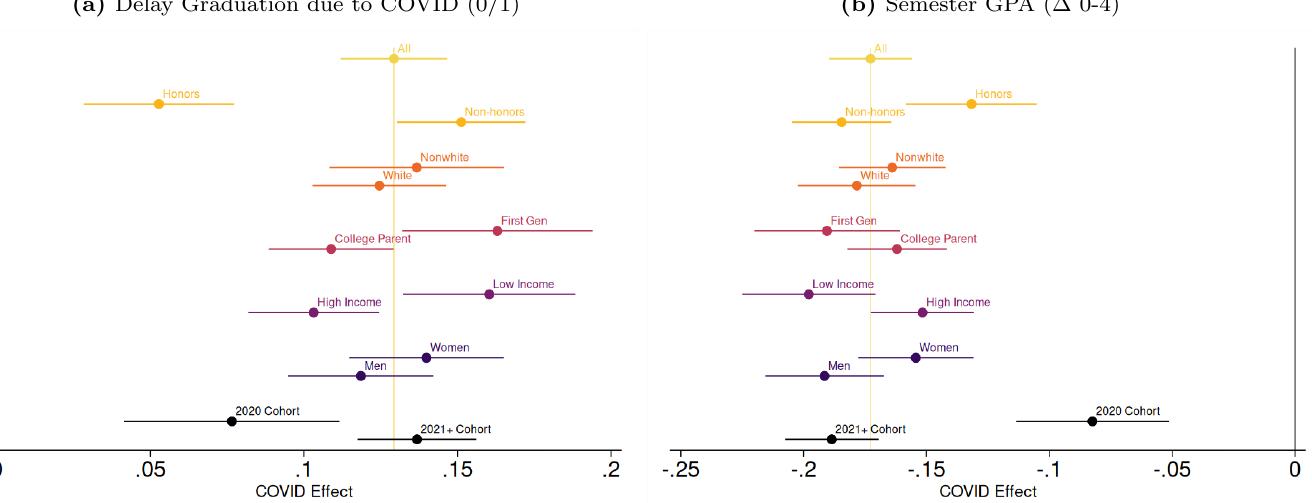 (a) Delay Graduation due to COVID (0/1)
All
Honors
Non-honors
Nonwhite
White
First Gen
College Parent
Low Income
High Income
Women
Men
2020 Cohort
2021+ Cohort
0 .05 .1 .15 .2
COVID Effect
(b) Semester GPA (Δ 0-4)
All
Honors
Non-honors
Nonwhite
White
First Gen
College Parent
Low Income
High Income
Women
Men
2020 Cohort
2021+ Cohort
-.25 -.2 -.15 -.1 -.05 0
COVID Effect